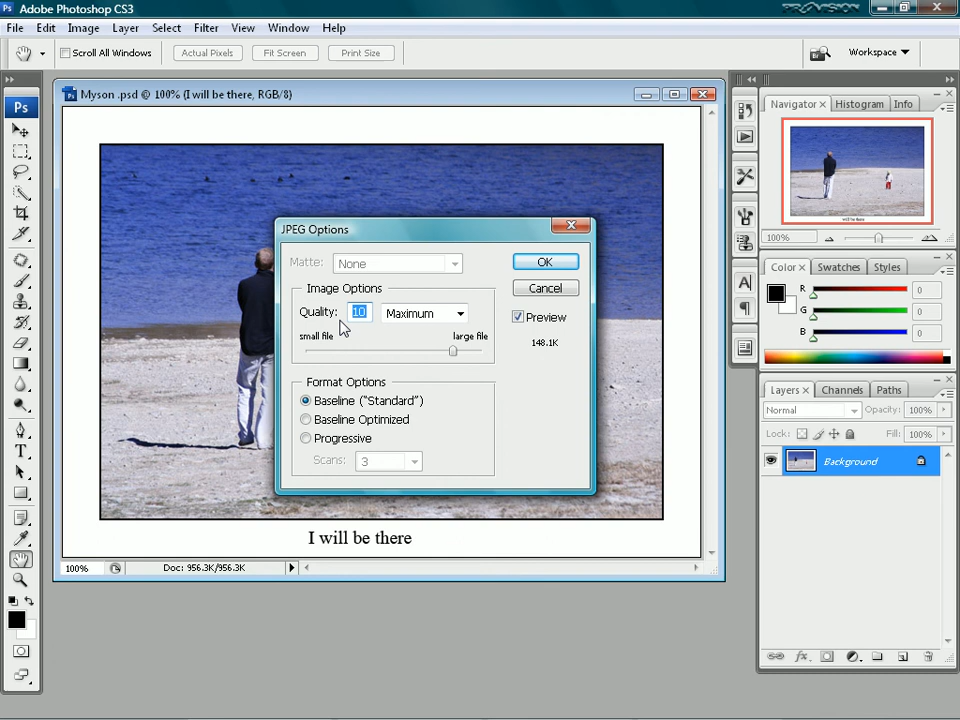 Ps Adobe Photoshop CS3 PROVISION
File Edit Image Layer Select Filter View Window Help
Scroll All Windows Actual Pixels Fit Screen Print Size Workspace
Myson .psd @ 100% (I will be there, RGB/8)
Ps
Navigator Histogram Info
100%
Color Swatches Styles
R 0
G 0
B 0
Layers Channels Paths
Normal Opacity: 100%
Lock: Fill: 100%
Background
JPEG Options
Matte: None OK
Image Options Cancel
Quality: 10 Maximum Preview
small file large file 148.1K
Format Options
Baseline ("Standard")
Baseline Optimized
Progressive
Scans: 3
I will be there
100% Doc: 956.3K/956.3K